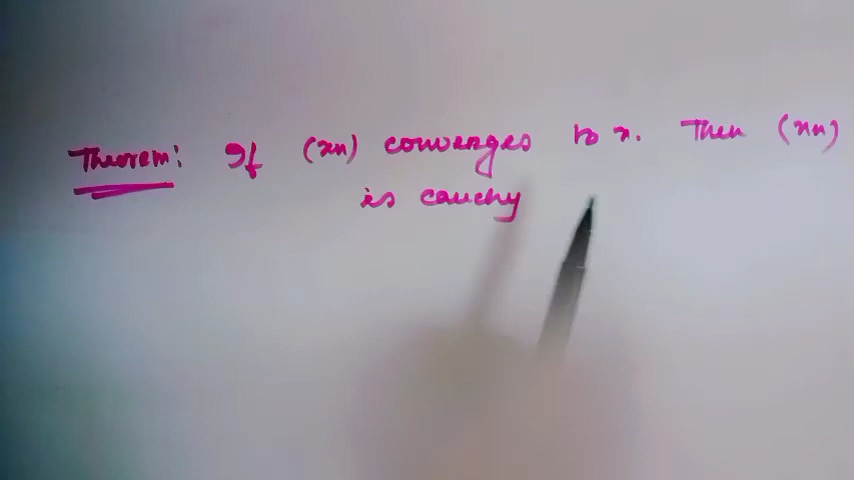 Theorem: If (xn) converges to x. Then (xn)
is cauchy